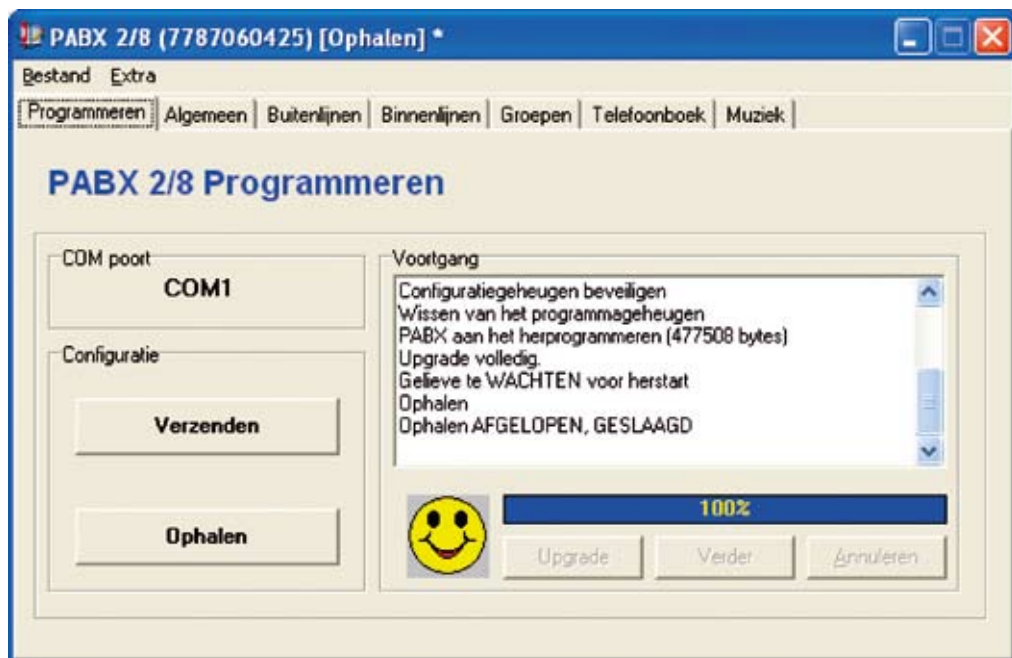 PABX 2/8 (7787060425) [Ophalen] *
Bestand Extra
Programmeren Algemeen Buitenlijnen Binnenlijnen Groepen Telefoonboek Muziek
PABX 2/8 Programmeren
COM poort
COM1
Configuratie
Verzenden
Ophalen
Voortgang
Configuratiegeheugen beveiligen
Wissen van het programmageheugen
PABX aan het herprogrammeren (477508 bytes)
Upgrade volledig.
Gelieve te WACHTEN voor herstart
Ophalen
Ophalen AFGELOPEN, GESLAAGD
100%
Upgrade Verder Annuleren